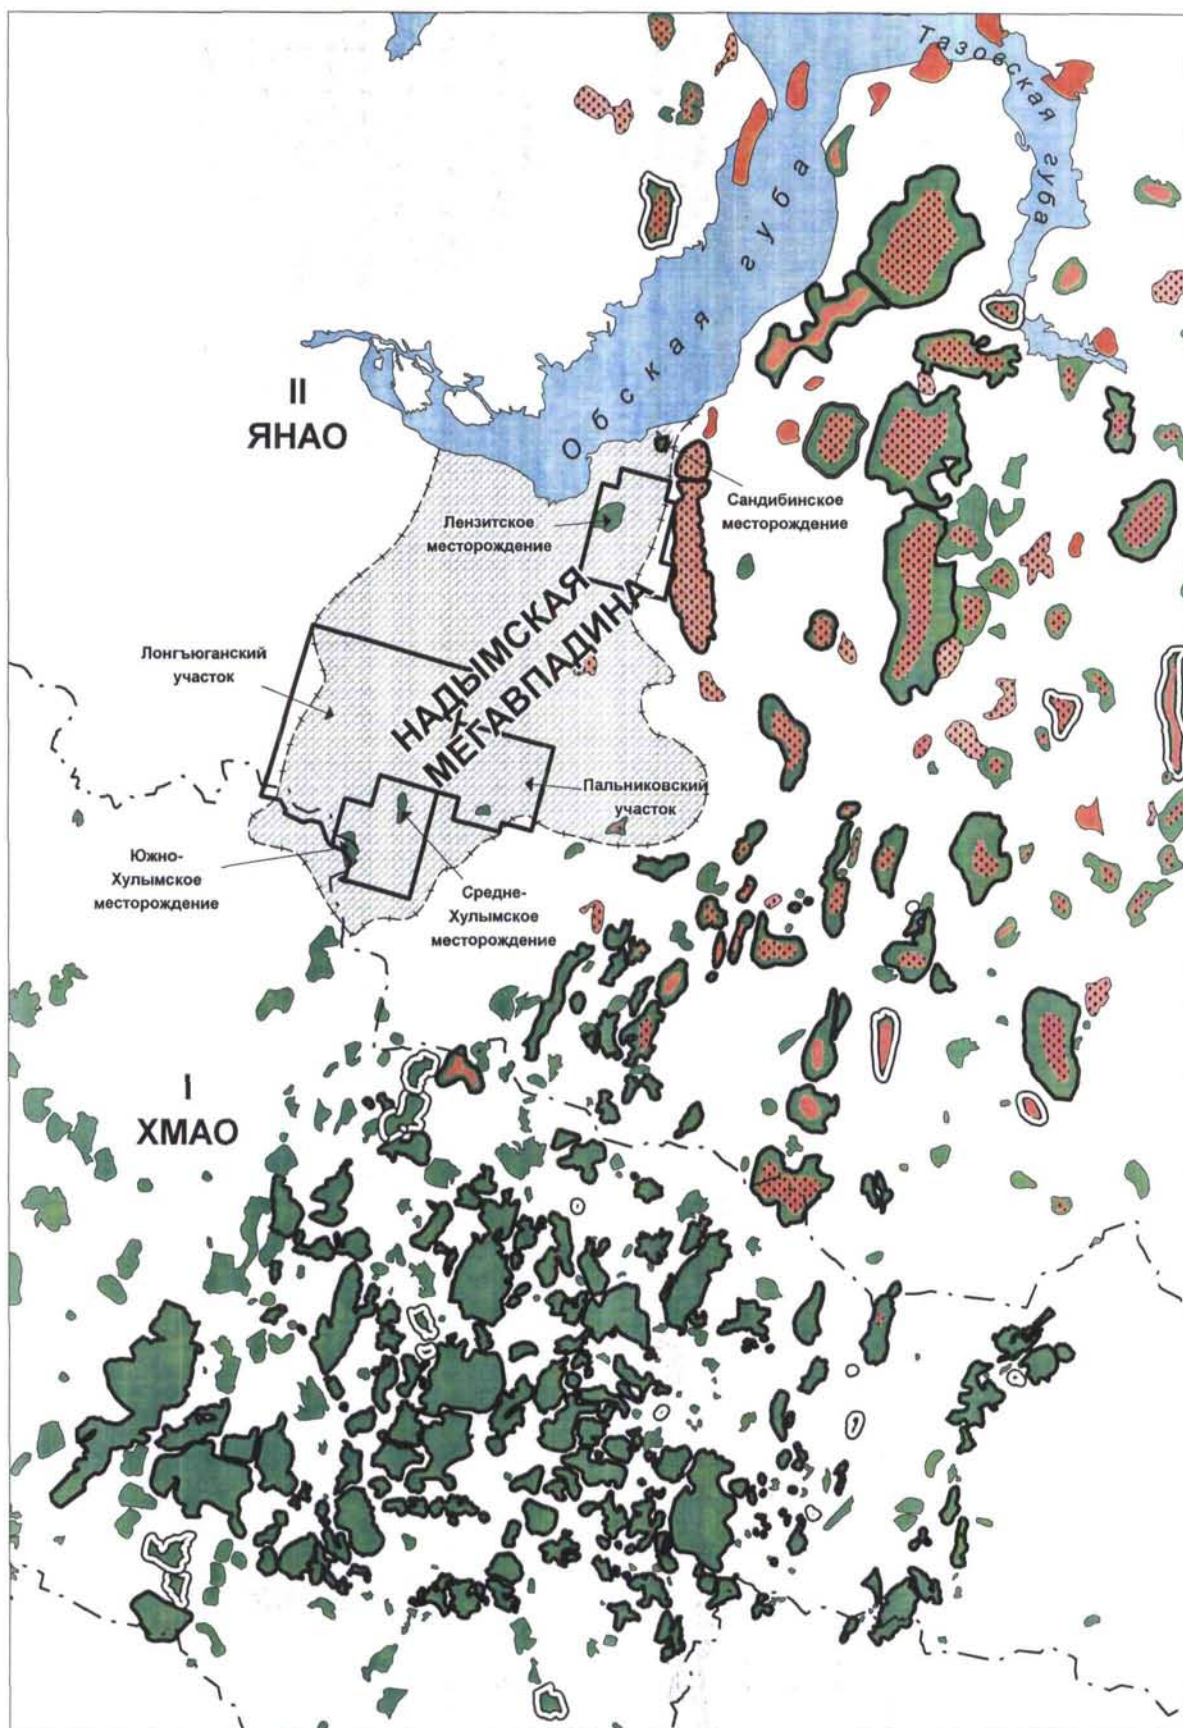 Тазовская губа
Обская губа
II
ЯНАО
Сандибинское
месторождение
Лензитское
месторождение
НАДЫМСКАЯ
МЕГАВПАДИНА
Лонгъюганский
участок
Пальниковский
участок
Южно-
Хулымское
месторождение
Средне-
Хулымское
месторождение
I
ХМАО